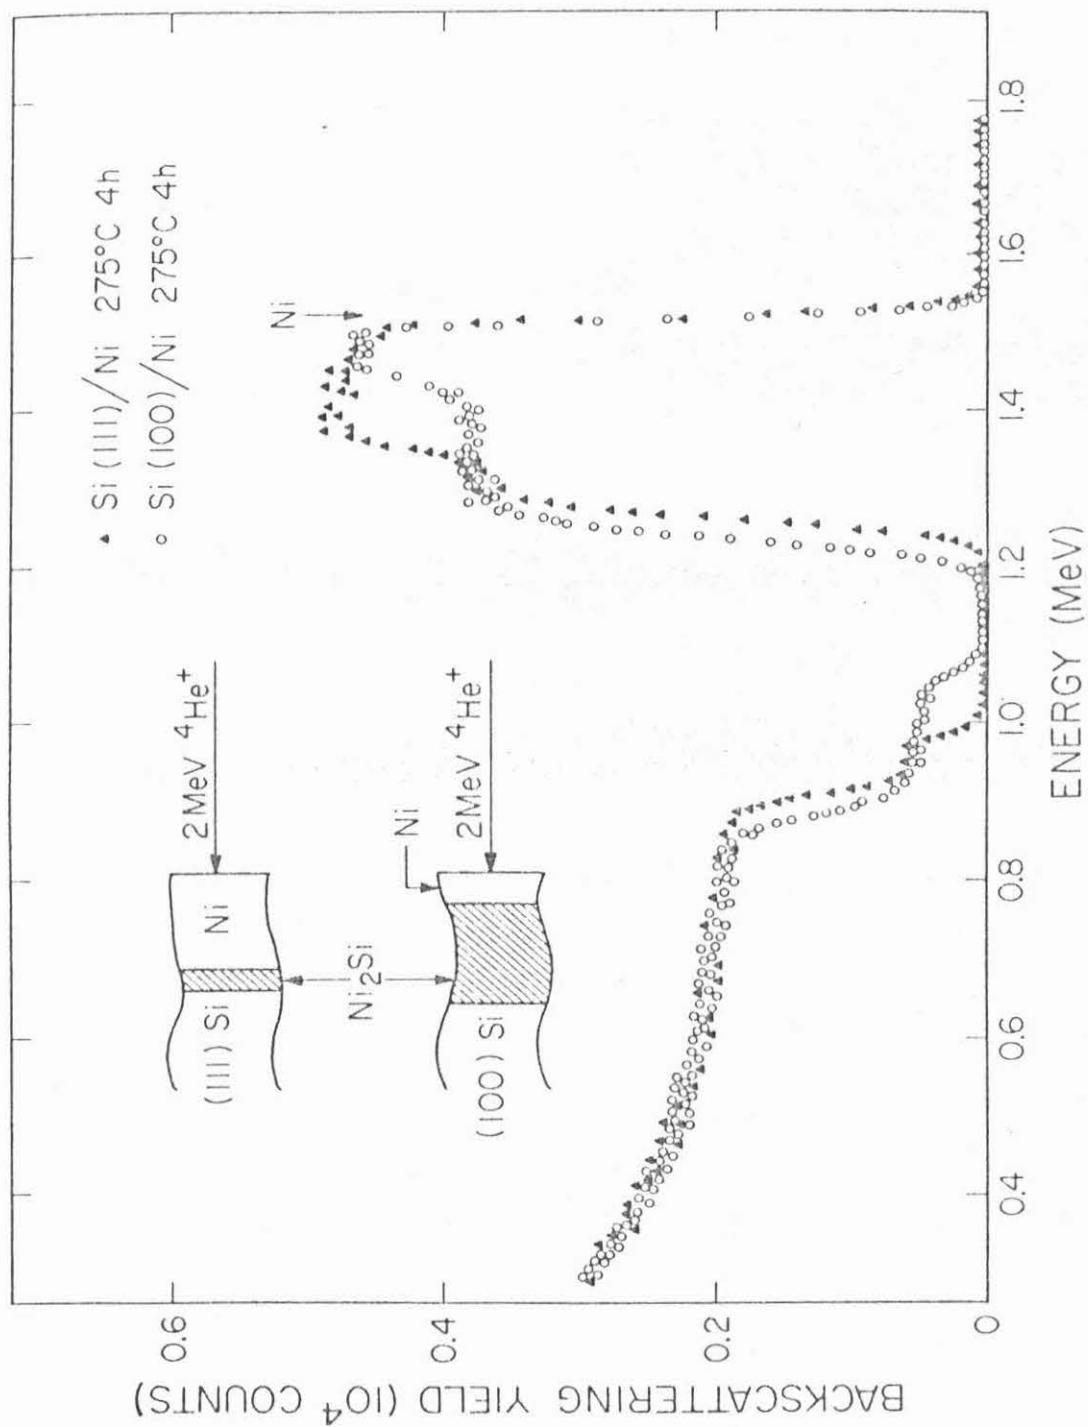 ▲ Si (111)/Ni 275°C 4h
○ Si (100)/Ni 275°C 4h
Ni
2MeV ⁴He⁺
Ni
(111) Si
Ni₂Si
Ni
2MeV ⁴He⁺
(100) Si
BACKSCATTERING YIELD (10⁴ COUNTS)
0.6
0.4
0.2
0
0.4
0.6
0.8
1.0
1.2
1.4
1.6
1.8
ENERGY (MeV)